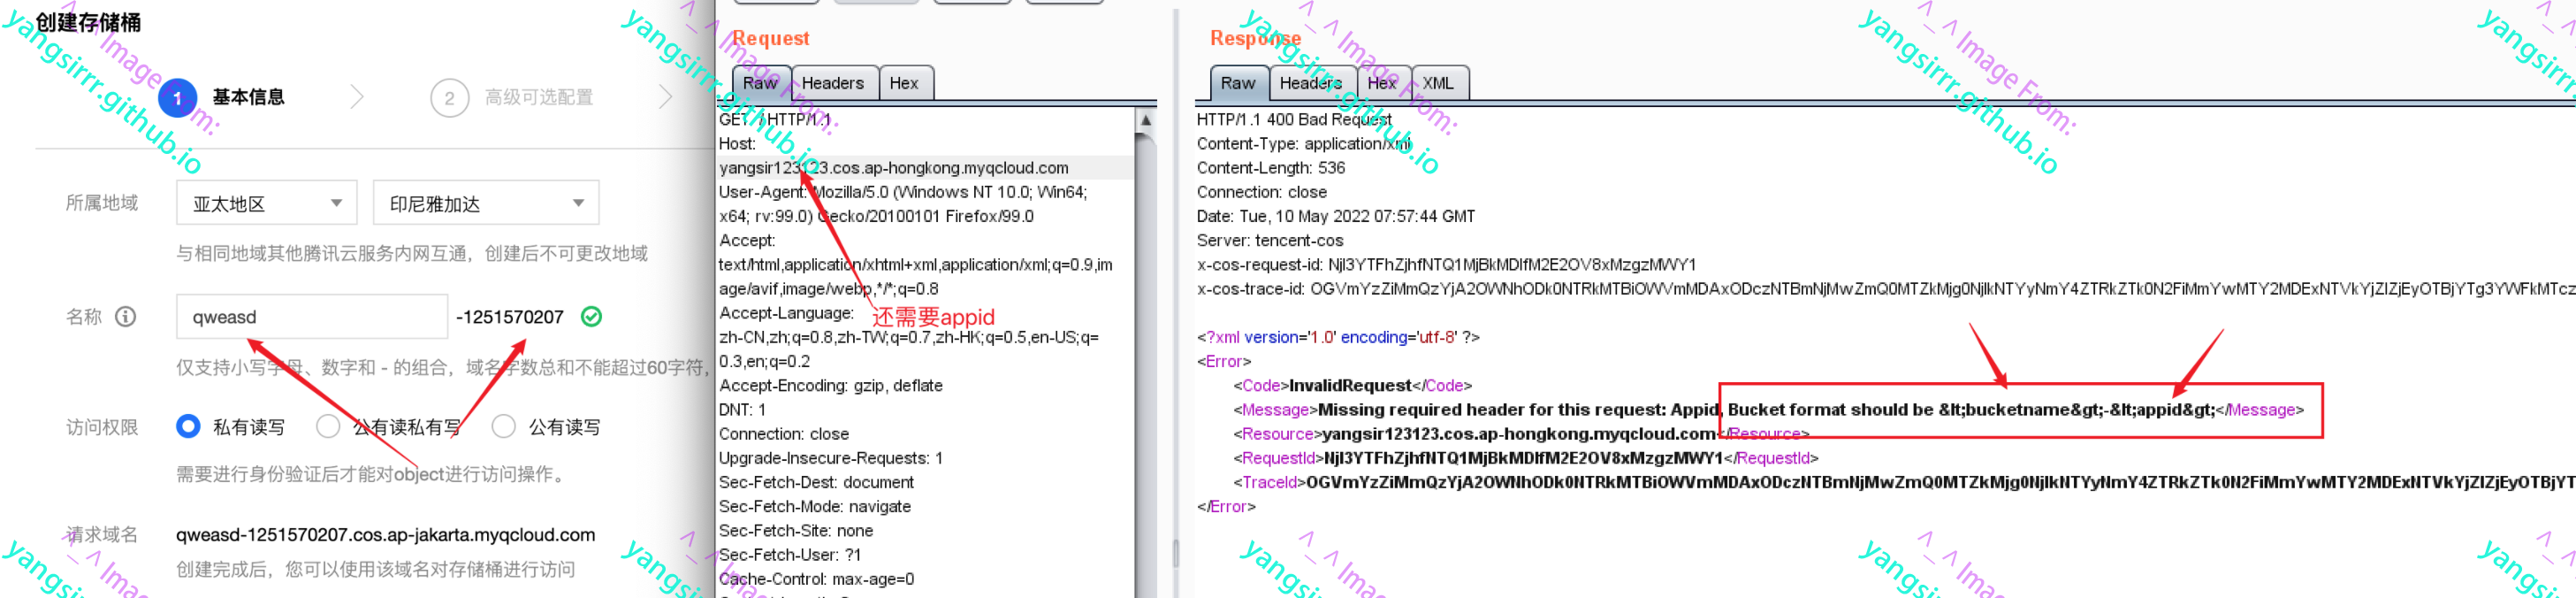 创建存储桶
1 基本信息
2 高级可选配置
所属地域 亚太地区 印尼雅加达
与相同地域其他腾讯云服务内网互通，创建后不可更改地域
名称 qweasd -1251570207
仅支持小写字母、数字和 - 的组合，域名字数总和不能超过60字符，
访问权限 私有读写 公有读私有写 公有读写
需要进行身份验证后才能对object进行访问操作。
请求域名 qweasd-1251570207.cos.ap-jakarta.myqcloud.com
创建完成后，您可以使用该域名对存储桶进行访问
Request
Raw Headers Hex
GET / HTTP/1.1
Host:
yangsir123123.cos.ap-hongkong.myqcloud.com
User-Agent: Mozilla/5.0 (Windows NT 10.0; Win64;
x64; rv:99.0) Gecko/20100101 Firefox/99.0
Accept:
text/html,application/xhtml+xml,application/xml;q=0.9,im
age/avif,image/webp,*/*;q=0.8
Accept-Language:
还需要appid
zh-CN,zh;q=0.8,zh-TW;q=0.7,zh-HK;q=0.5,en-US;q=
0.3,en;q=0.2
Accept-Encoding: gzip, deflate
DNT: 1
Connection: close
Upgrade-Insecure-Requests: 1
Sec-Fetch-Dest: document
Sec-Fetch-Mode: navigate
Sec-Fetch-Site: none
Sec-Fetch-User: ?1
Cache-Control: max-age=0
Response
Raw Headers Hex XML
HTTP/1.1 400 Bad Request
Content-Type: application/xml
Content-Length: 536
Connection: close
Date: Tue, 10 May 2022 07:57:44 GMT
Server: tencent-cos
x-cos-request-id:
x-cos-trace-id:
<?xml version='1.0' encoding='utf-8' ?>
<Error>
<Code>InvalidRequest</Code>
<Message>Missing required header for this request: Appid, Bucket format should be &lt;bucketname&gt;-&lt;appid&gt;</Message>
<Resource>yangsir123123.cos.ap-hongkong.myqcloud.com</Resource>
<RequestId></RequestId>
<TraceId>
</Error>
^_^ Image From:
yangsirrr.github.io